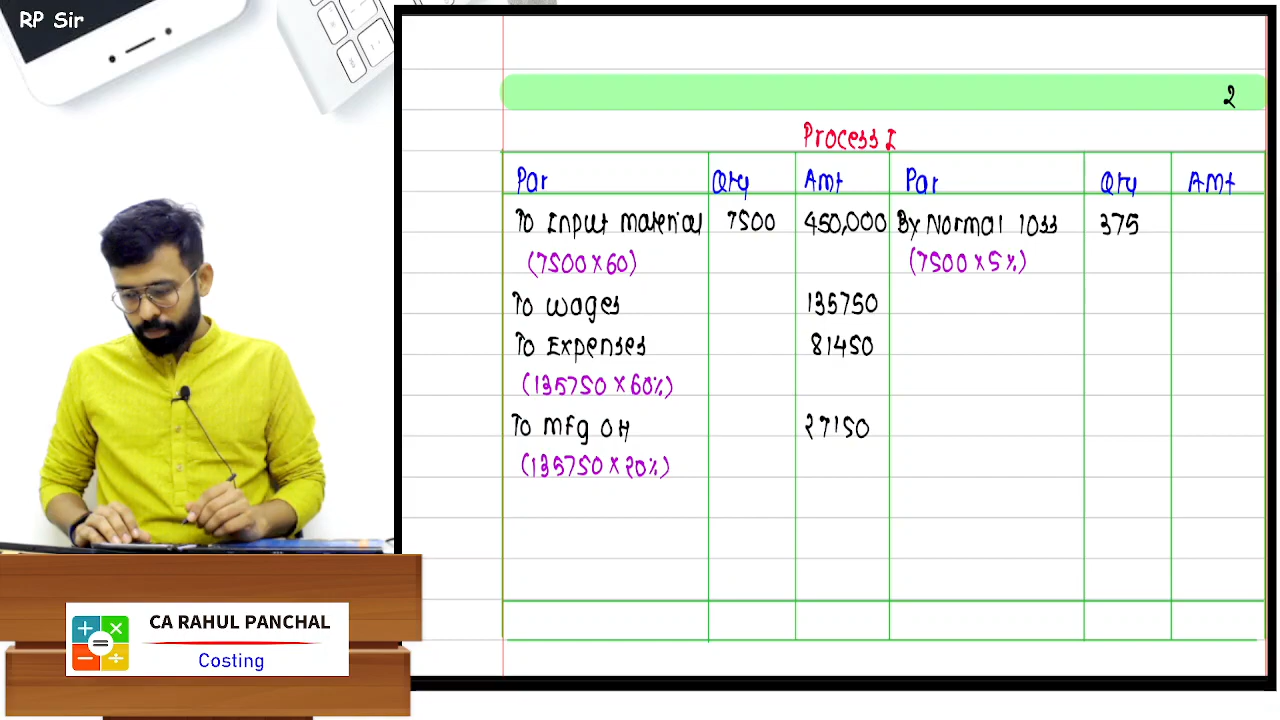 RP Sir
2
Process I
Par Qty Amt Par Qty Amt
To Input material 7500 450,000 By Normal loss 375
(7500 x 60) (7500 x 5%)
To wages 135750
To Expenses 81450
(135750 x 60%)
To mfg OH 27150
(135750 x 20%)
CA RAHUL PANCHAL
Costing